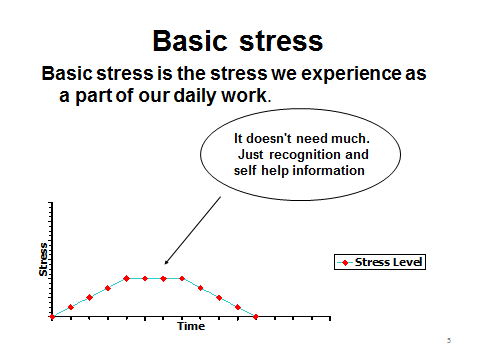 Basic stress
Basic stress is the stress we experience as
a part of our daily work.
It doesn't need much.
Just recognition and
self help information
Stress
Stress Level
Time
5